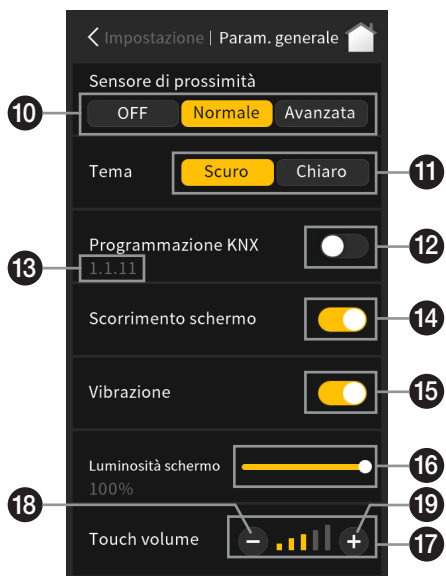 Impostazione | Param. generale
Sensore di prossimità
10 OFF Normale Avanzata
Tema Scuro Chiaro 11
Programmazione KNX 12
13 1.1.11
Scorrimento schermo 14
Vibrazione 15
Luminosità schermo 16
100%
18 19
Touch volume − + 17